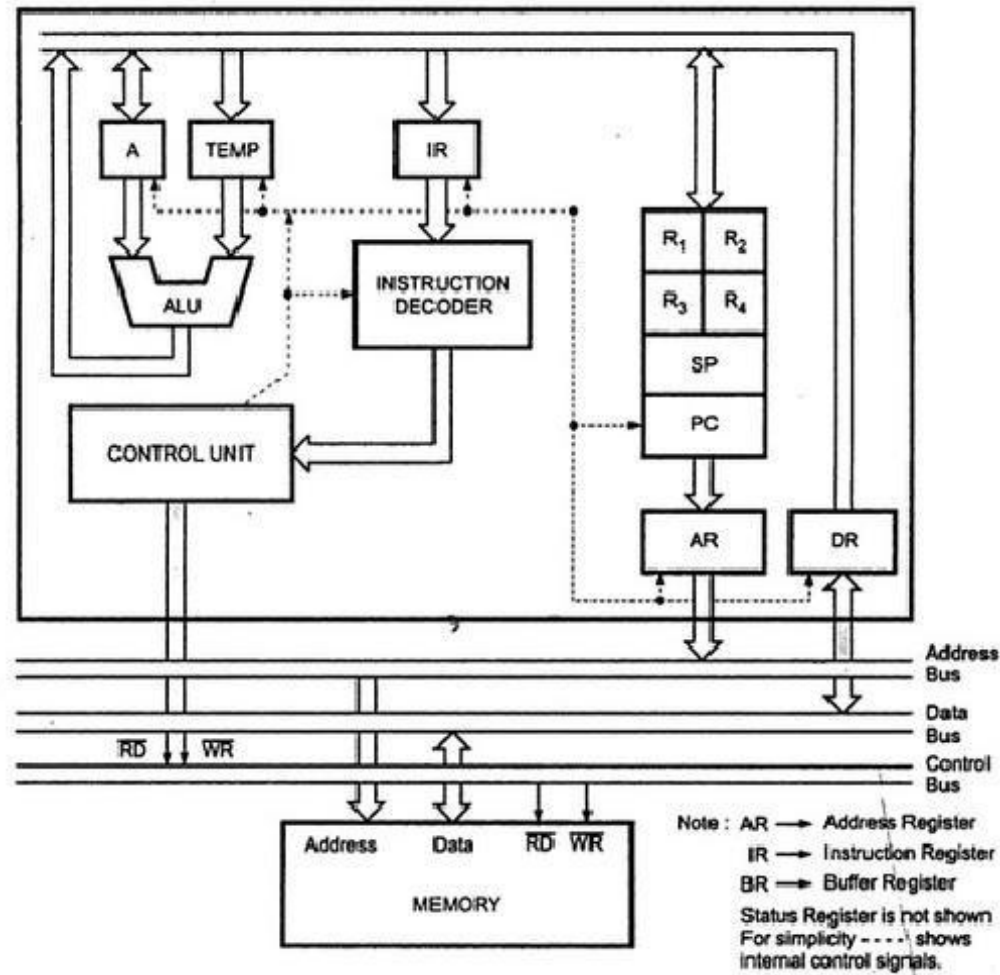 A
TEMP
IR
R1 R2
R3 R4
ALU
INSTRUCTION
DECODER
SP
PC
CONTROL UNIT
AR
DR
Address
Bus
Data
Bus
RD WR
Control
Bus
Address Data RD WR
MEMORY
Note : AR → Address Register
IR → Instruction Register
BR → Buffer Register
Status Register is not shown
For simplicity ---- shows
internal control signals.